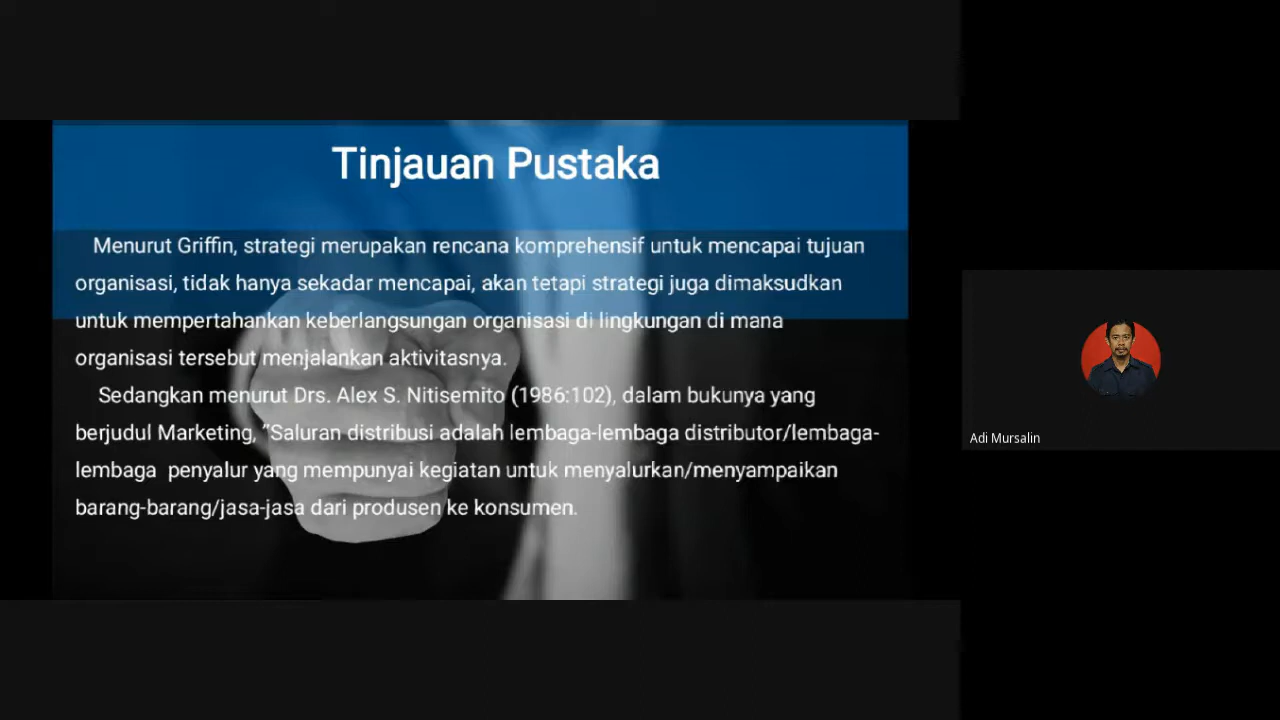 Tinjauan Pustaka
Menurut Griffin, strategi merupakan rencana komprehensif untuk mencapai tujuan
organisasi, tidak hanya sekadar mencapai, akan tetapi strategi juga dimaksudkan
untuk mempertahankan keberlangsungan organisasi di lingkungan di mana
organisasi tersebut menjalankan aktivitasnya.
Sedangkan menurut Drs. Alex S. Nitisemito (1986:102), dalam bukunya yang
berjudul Marketing, "Saluran distribusi adalah lembaga-lembaga distributor/lembaga-
lembaga  penyalur yang mempunyai kegiatan untuk menyalurkan/menyampaikan
barang-barang/jasa-jasa dari produsen ke konsumen.
Adi Mursalin